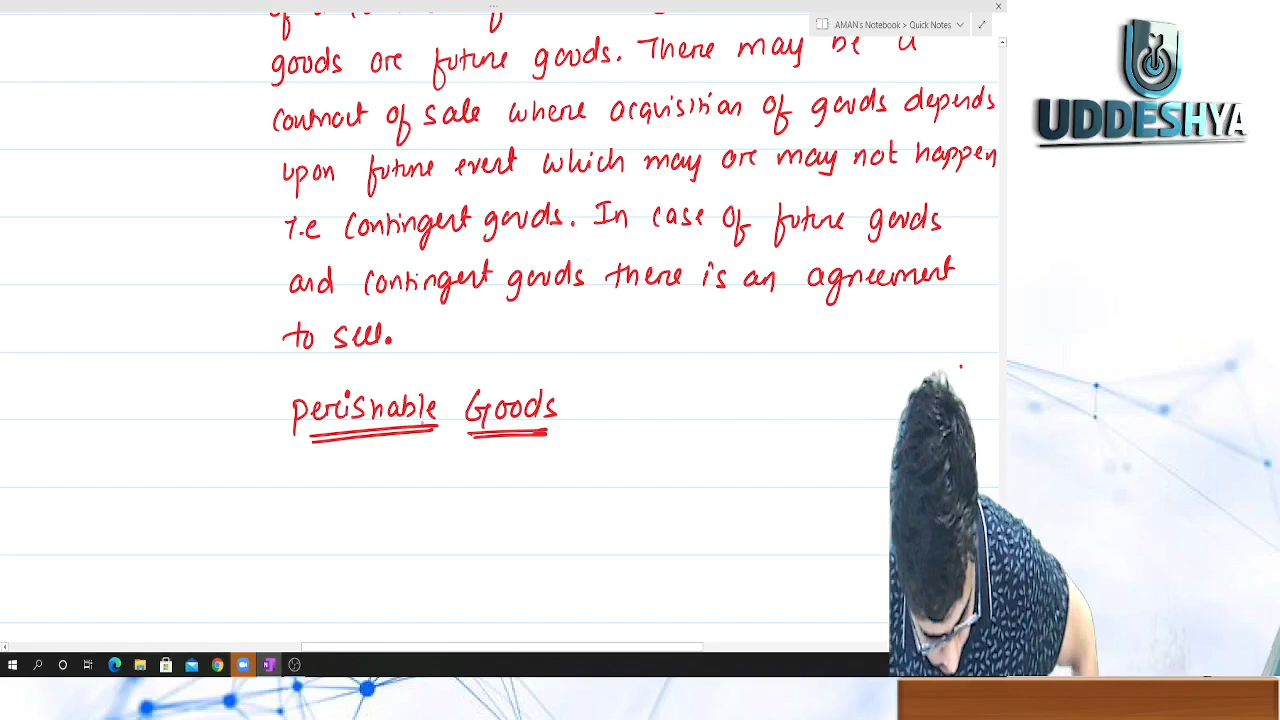 AMAN's Notebook > Quick Notes
UDDESHYA
goods are future goods. There may be a
contract of sale where acquisition of goods depends
upon future event which may are may not happen
i.e contingent goods. In case of future goods
and contingent goods there is an agreement
to sell.
Perishable Goods